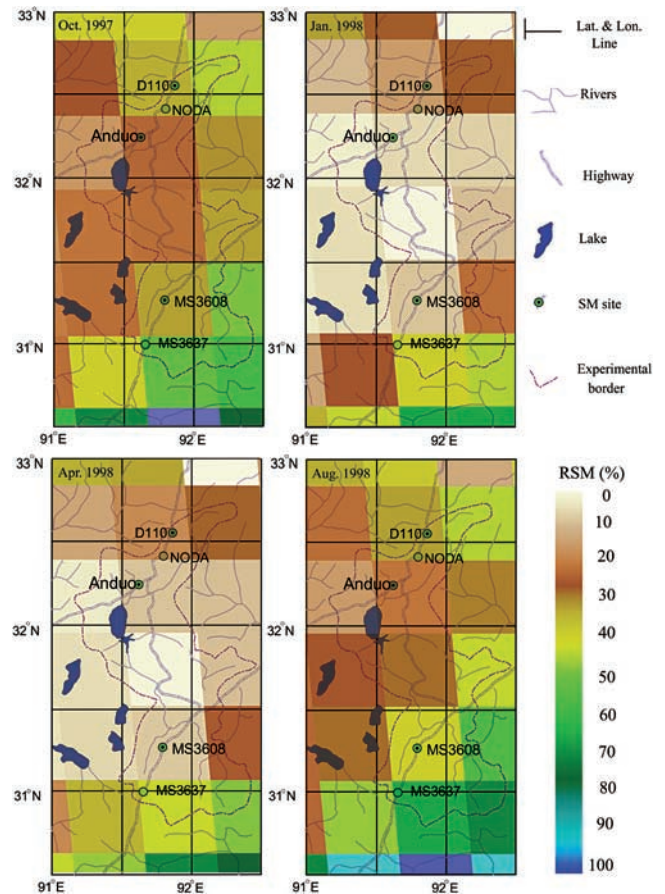 Oct. 1997
Jan. 1998
Lat. & Lon.
Line
Rivers
Highway
Lake
SM site
Experimental
border
33°N
32°N
31°N
D110
NODA
Anduo
MS3608
MS3637
91°E
92°E
33°N
32°N
31°N
D110
NODA
Anduo
MS3608
MS3637
91°E
92°E
Apr. 1998
Aug. 1998
33°N
32°N
31°N
D110
NODA
Anduo
MS3608
MS3637
91°E
92°E
33°N
32°N
31°N
D110
NODA
Anduo
MS3608
MS3637
91°E
92°E
RSM (%)
0
10
20
30
40
50
60
70
80
90
100